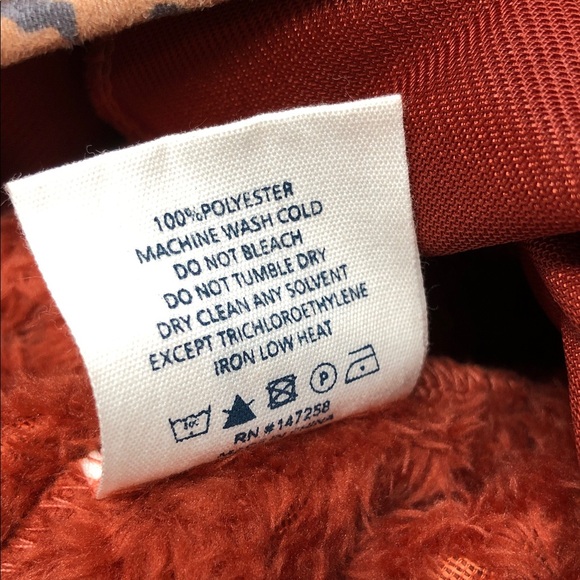 100%POLYESTER
MACHINE WASH COLD
DO NOT BLEACH
DO NOT TUMBLE DRY
DRY CLEAN ANY SOLVENT
EXCEPT TRICHLOROETHYLENE
IRON LOW HEAT
P
RN #147258